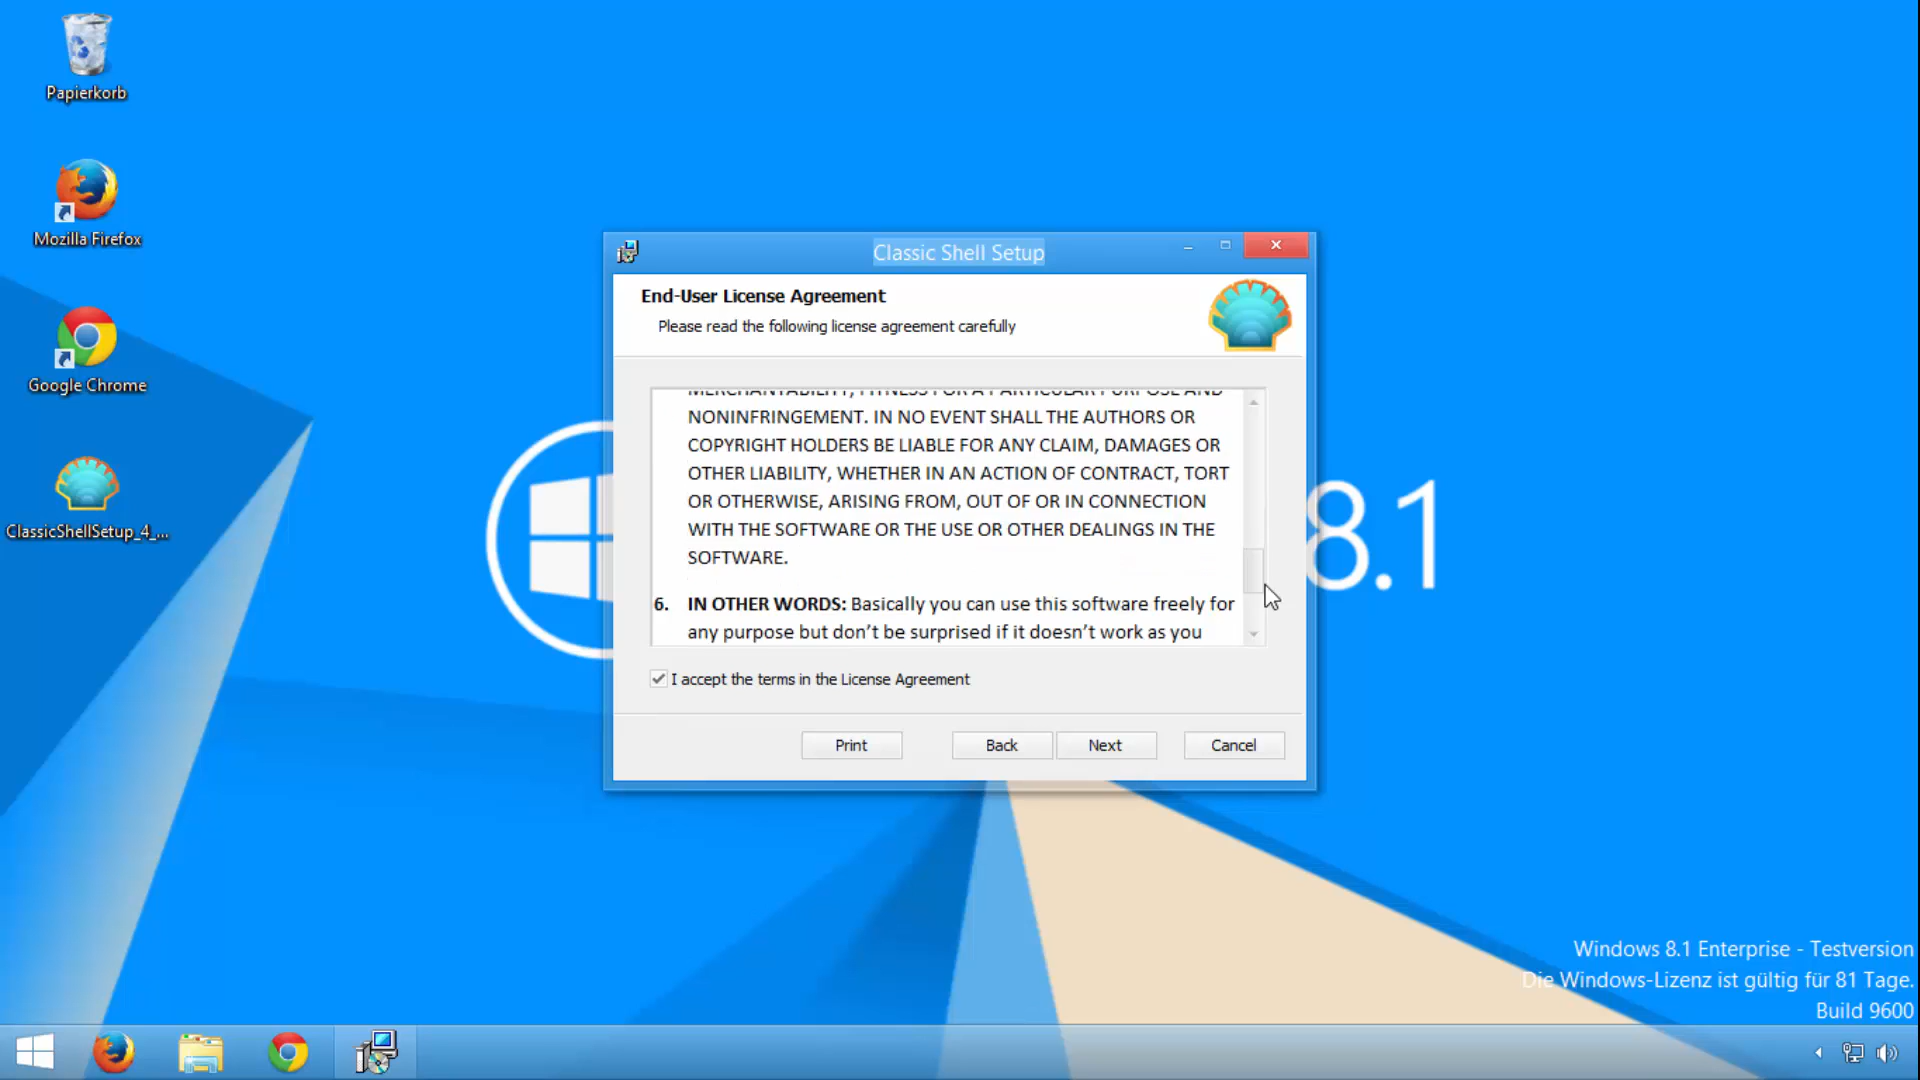 Papierkorb
Mozilla Firefox
Google Chrome
ClassicShellSetup_4_...
Classic Shell Setup
End-User License Agreement
Please read the following license agreement carefully
MERCHANTABILITY, FITNESS FOR A PARTICULAR PURPOSE AND
NONINFRINGEMENT. IN NO EVENT SHALL THE AUTHORS OR
COPYRIGHT HOLDERS BE LIABLE FOR ANY CLAIM, DAMAGES OR
OTHER LIABILITY, WHETHER IN AN ACTION OF CONTRACT, TORT
OR OTHERWISE, ARISING FROM, OUT OF OR IN CONNECTION
WITH THE SOFTWARE OR THE USE OR OTHER DEALINGS IN THE
SOFTWARE.
6. IN OTHER WORDS: Basically you can use this software freely for
any purpose but don’t be surprised if it doesn’t work as you
I accept the terms in the License Agreement
Print
Back
Next
Cancel
8.1
Windows 8.1 Enterprise - Testversion
Die Windows-Lizenz ist gültig für 81 Tage.
Build 9600